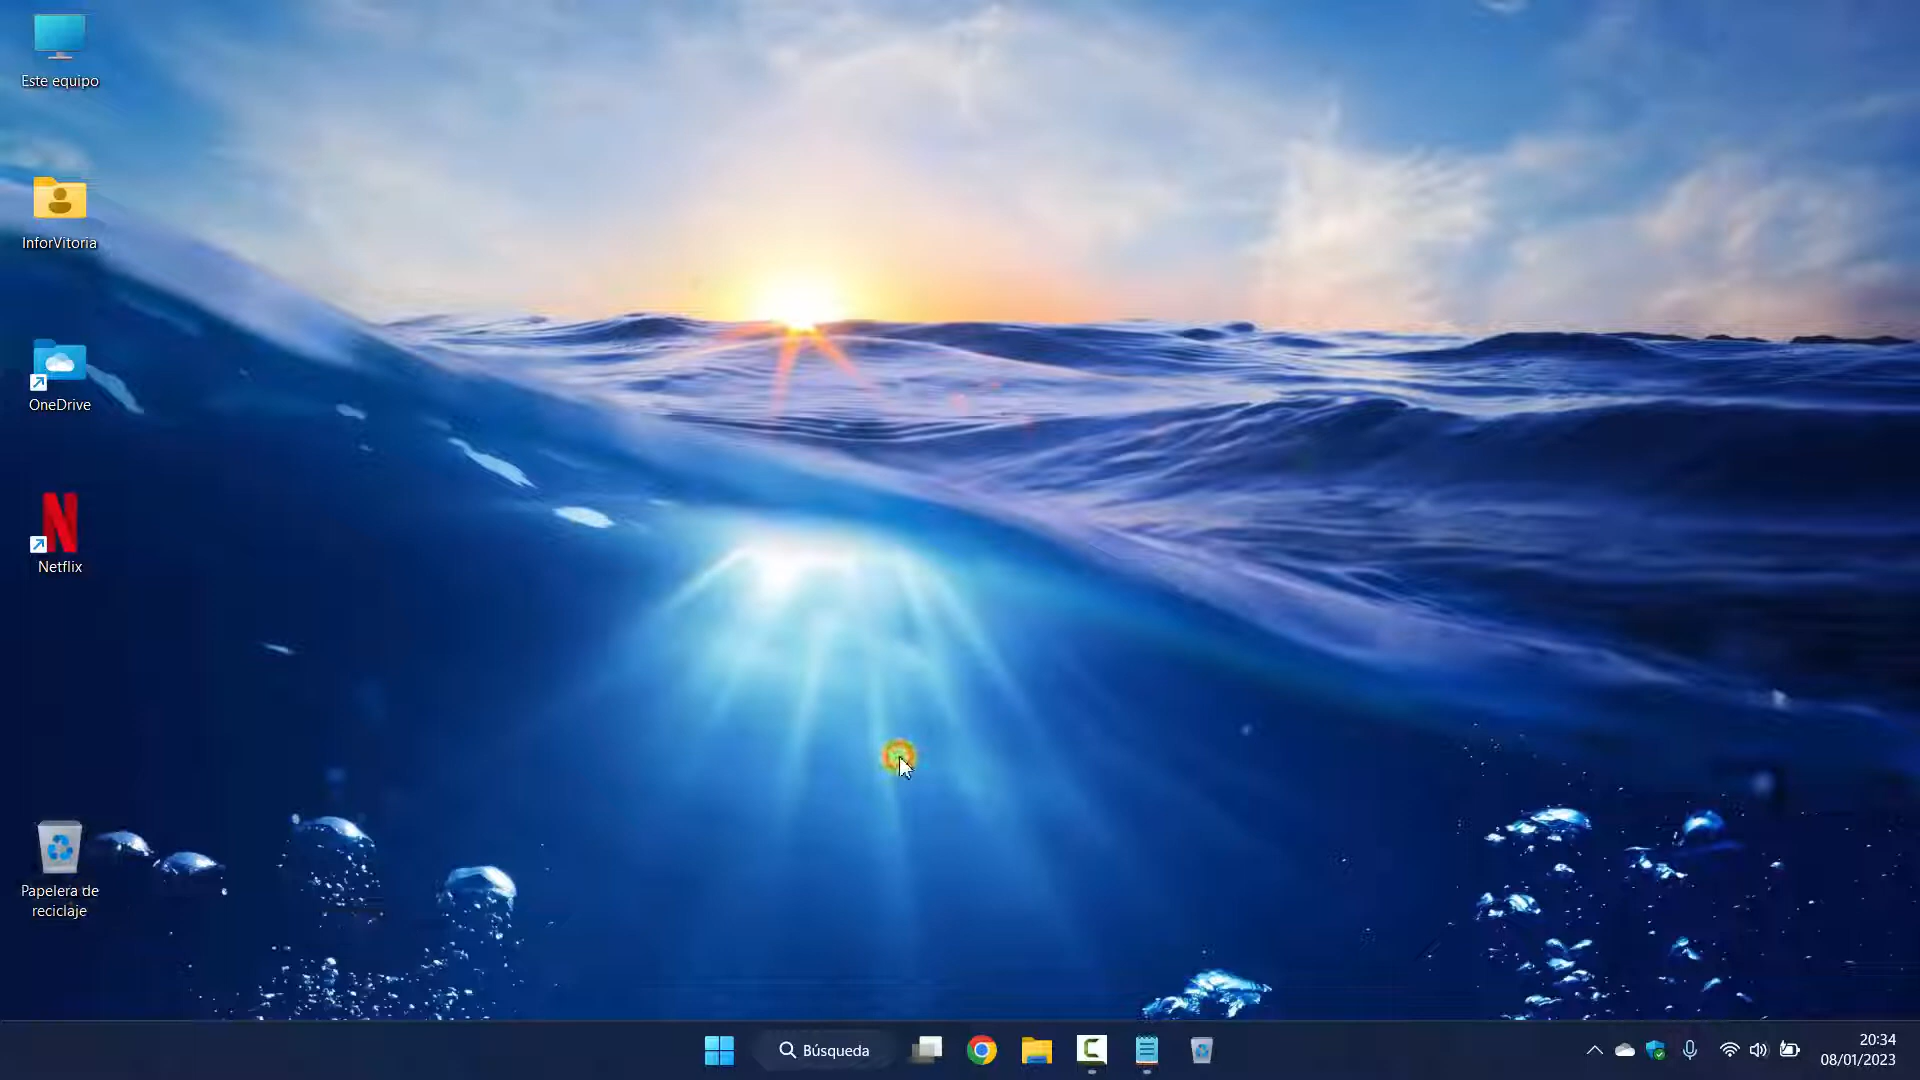 Este equipo
InforVitoria
OneDrive
Netflix
Papelera de
reciclaje
Búsqueda
20:34
08/01/2023